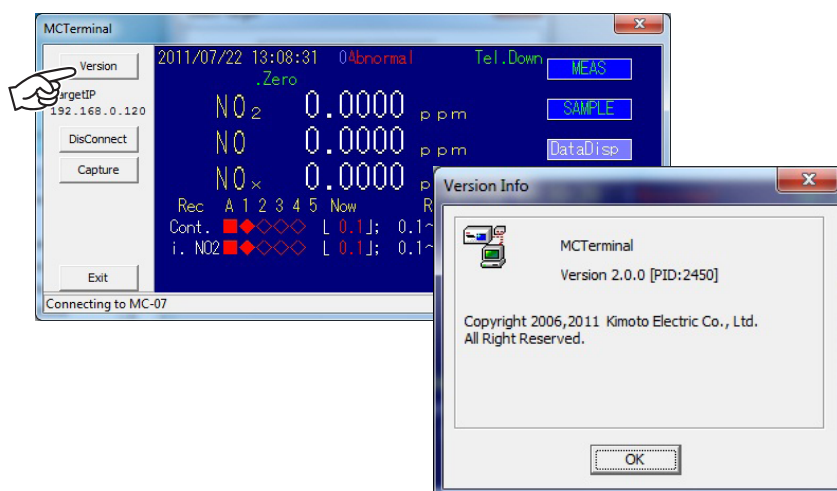 MCTerminal
Version
argetIP
192.168.0.120
DisConnect
Capture
Exit
Connecting to MC-07
2011/07/22 13:08:31 0Abnormal Tel.Down
.Zero
NO2 0.0000 ppm
NO 0.0000 ppm
NOx 0.0000 p
Rec A 1 2 3 4 5 Now R
Cont. [ 0.1]; 0.1~
i. NO2 [ 0.1]; 0.1~
MEAS
SAMPLE
DataDisp
Version Info
MCTerminal
Version 2.0.0 [PID:2450]
Copyright 2006,2011 Kimoto Electric Co., Ltd.
All Right Reserved.
OK